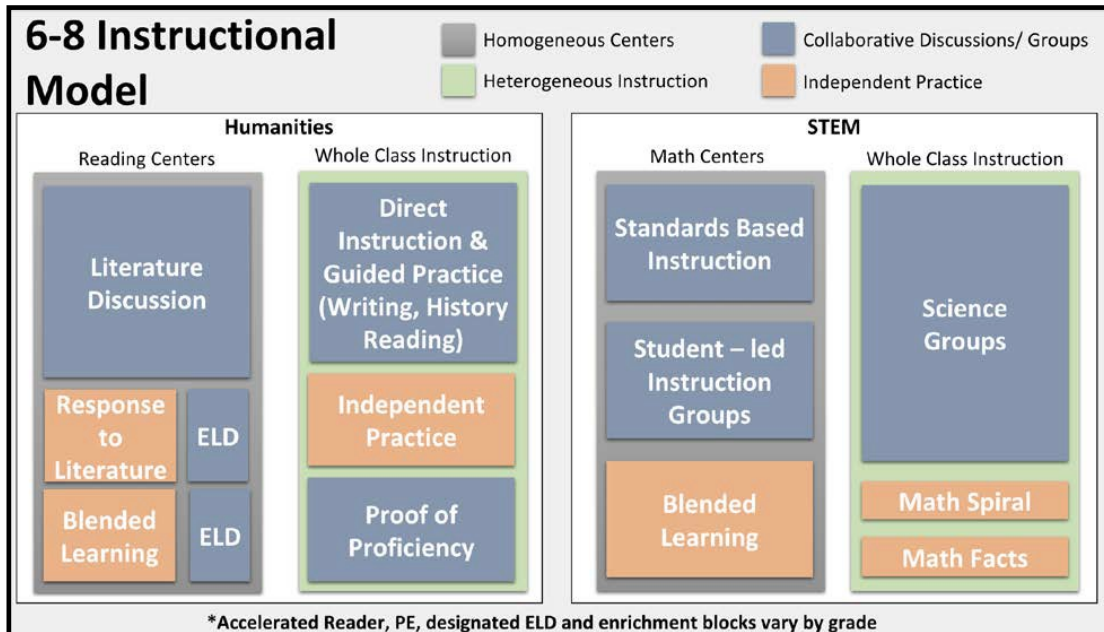 6-8 Instructional
Model
Homogeneous Centers
Heterogeneous Instruction
Collaborative Discussions/ Groups
Independent Practice
Humanities
Reading Centers
Literature
Discussion
Response
to
Literature
ELD
Blended
Learning
ELD
Whole Class Instruction
Direct
Instruction &
Guided Practice
(Writing, History
Reading)
Independent
Practice
Proof of
Proficiency
STEM
Math Centers
Standards Based
Instruction
Student – led
Instruction
Groups
Blended
Learning
Whole Class Instruction
Science
Groups
Math Spiral
Math Facts
*Accelerated Reader, PE, designated ELD and enrichment blocks vary by grade